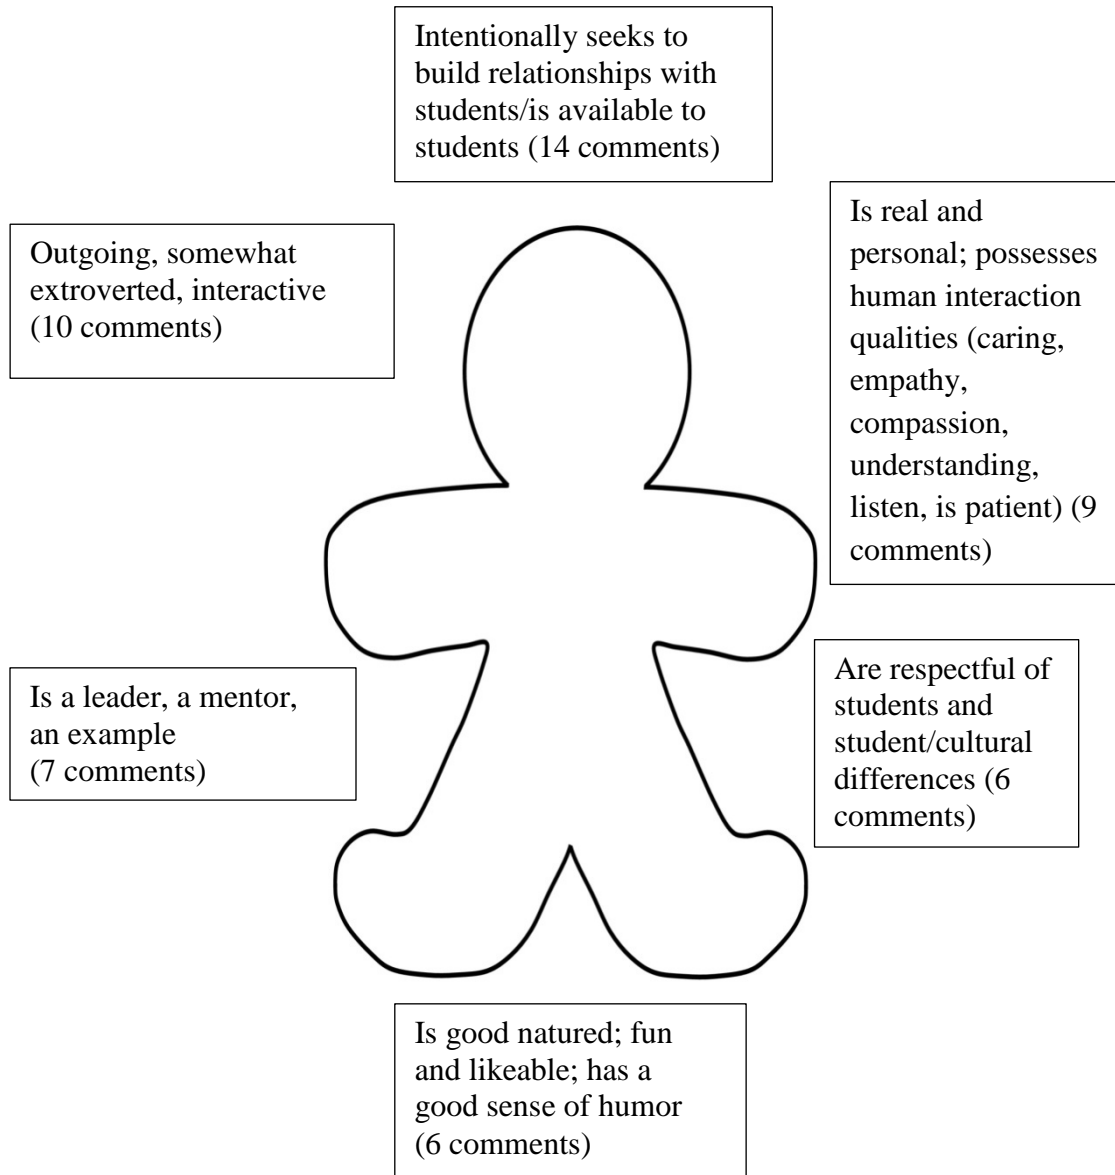 Intentionally seeks to
build relationships with
students/is available to
students (14 comments)
Outgoing, somewhat
extroverted, interactive
(10 comments)
Is real and
personal; possesses
human interaction
qualities (caring,
empathy,
compassion,
understanding,
listen, is patient) (9
comments)
Is a leader, a mentor,
an example
(7 comments)
Are respectful of
students and
student/cultural
differences (6
comments)
Is good natured; fun
and likeable; has a
good sense of humor
(6 comments)